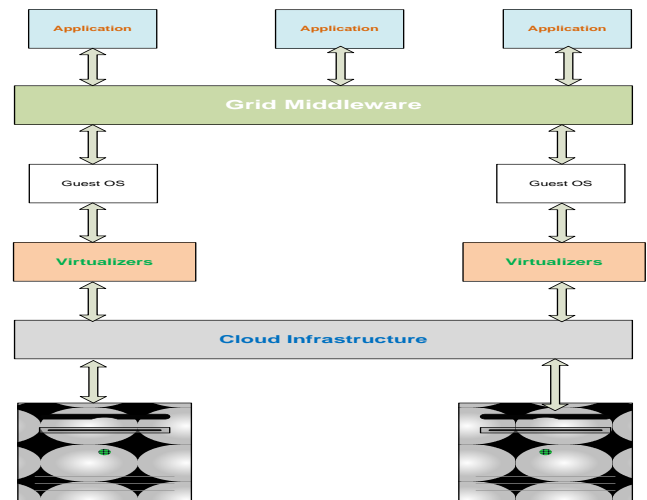 Application
Application
Application
Grid Middleware
Guest OS
Guest OS
Virtualizers
Virtualizers
Cloud Infrastructure